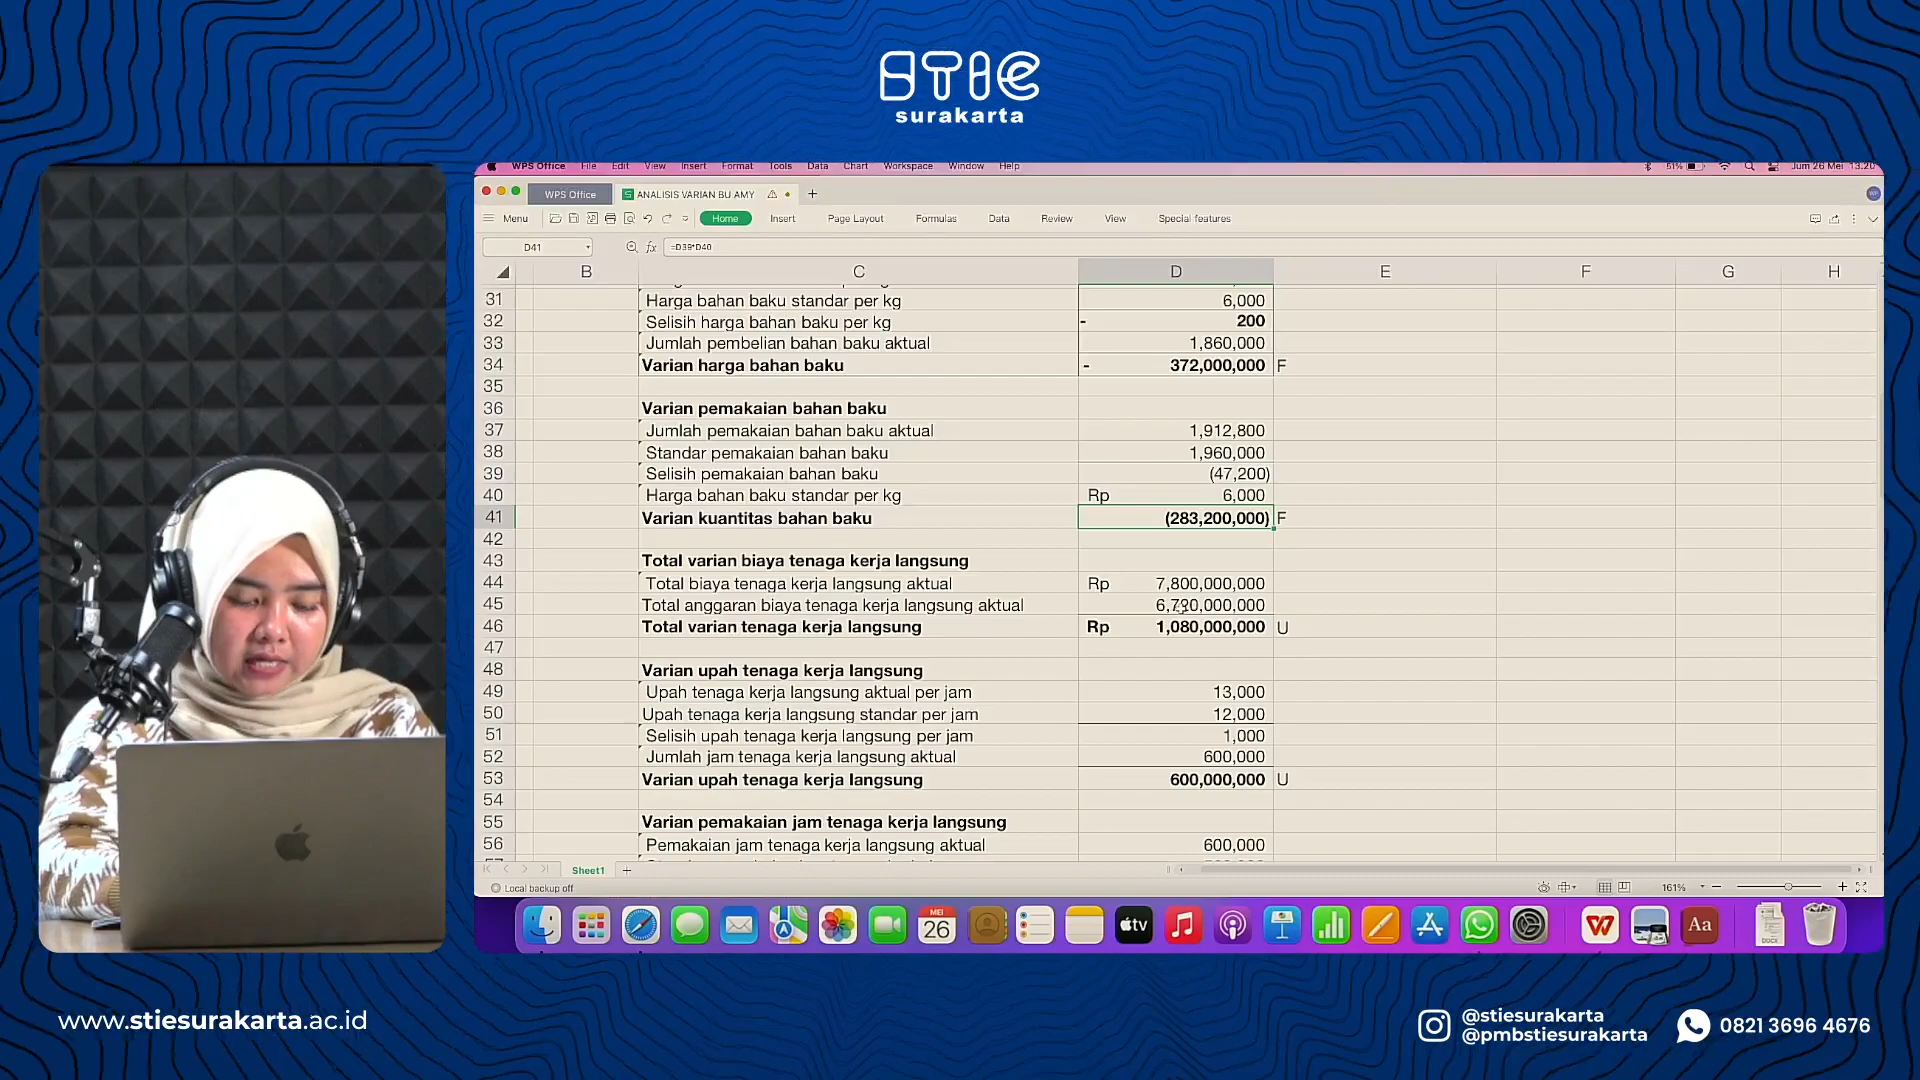 STIE
surakarta
WPS Office File Edit View Insert Format Tools Data Chart Workspace Window Help 51% Jum 26 Mei 13.20
WPS Office ANALISIS VARIAN BU AMY +
Menu Home Insert Page Layout Formulas Data Review View Special features
D41 fx =D39*D40
B C D E F G H
31 Harga bahan baku standar per kg 6,000
32 Selisih harga bahan baku per kg - 200
33 Jumlah pembelian bahan baku aktual 1,860,000
34 Varian harga bahan baku - 372,000,000 F
35
36 Varian pemakaian bahan baku
37 Jumlah pemakaian bahan baku aktual 1,912,800
38 Standar pemakaian bahan baku 1,960,000
39 Selisih pemakaian bahan baku (47,200)
40 Harga bahan baku standar per kg Rp 6,000
41 Varian kuantitas bahan baku (283,200,000) F
42
43 Total varian biaya tenaga kerja langsung
44 Total biaya tenaga kerja langsung aktual Rp 7,800,000,000
45 Total anggaran biaya tenaga kerja langsung aktual 6,720,000,000
46 Total varian tenaga kerja langsung Rp 1,080,000,000 U
47
48 Varian upah tenaga kerja langsung
49 Upah tenaga kerja langsung aktual per jam 13,000
50 Upah tenaga kerja langsung standar per jam 12,000
51 Selisih upah tenaga kerja langsung per jam 1,000
52 Jumlah jam tenaga kerja langsung aktual 600,000
53 Varian upah tenaga kerja langsung 600,000,000 U
54
55 Varian pemakaian jam tenaga kerja langsung
56 Pemakaian jam tenaga kerja langsung aktual 600,000
Sheet1 +
Local backup off 161% - +
MEI
26
tv
Aa
DOCX
www.stiesurakarta.ac.id
@stiesurakarta
@pmbstiesurakarta
0821 3696 4676